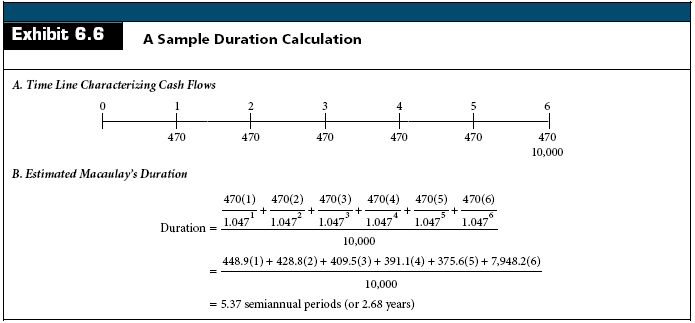 Exhibit 6.6 A Sample Duration Calculation
A. Time Line Characterizing Cash Flows
0 1 2 3 4 5 6
470 470 470 470 470 470
10,000
B. Estimated Macaulay's Duration
Duration = 470(1)/1.047^1 + 470(2)/1.047^2 + 470(3)/1.047^3 + 470(4)/1.047^4 + 470(5)/1.047^5 + 470(6)/1.047^6
10,000
= 448.9(1) + 428.8(2) + 409.5(3) + 391.1(4) + 375.6(5) + 7,948.2(6)
10,000
= 5.37 semiannual periods (or 2.68 years)